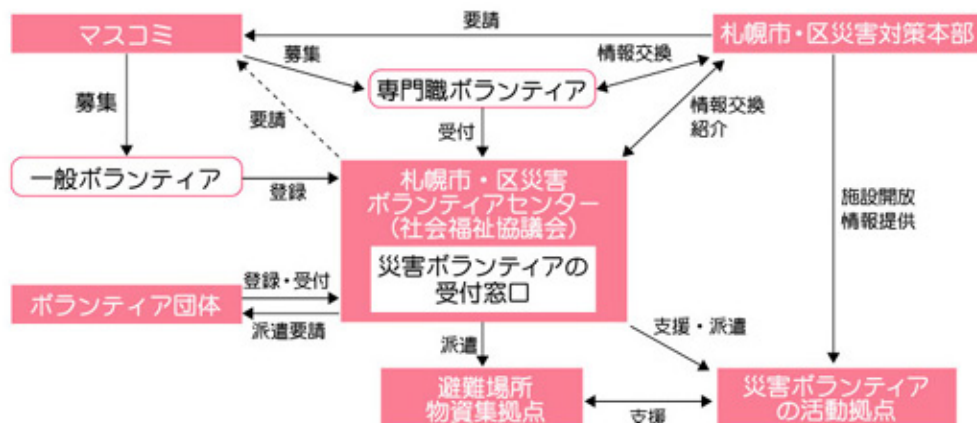 マスコミ
要請
札幌市・区災害対策本部
募集
情報交換
専門職ボランティア
募集
要請
受付
情報交換
紹介
一般ボランティア
登録
札幌市・区災害
ボランティアセンター
(社会福祉協議会)
施設開放
情報提供
災害ボランティアの
受付窓口
登録・受付
ボランティア団体
派遣要請
支援・派遣
派遣
避難場所
物資集拠点
支援
災害ボランティア
の活動拠点